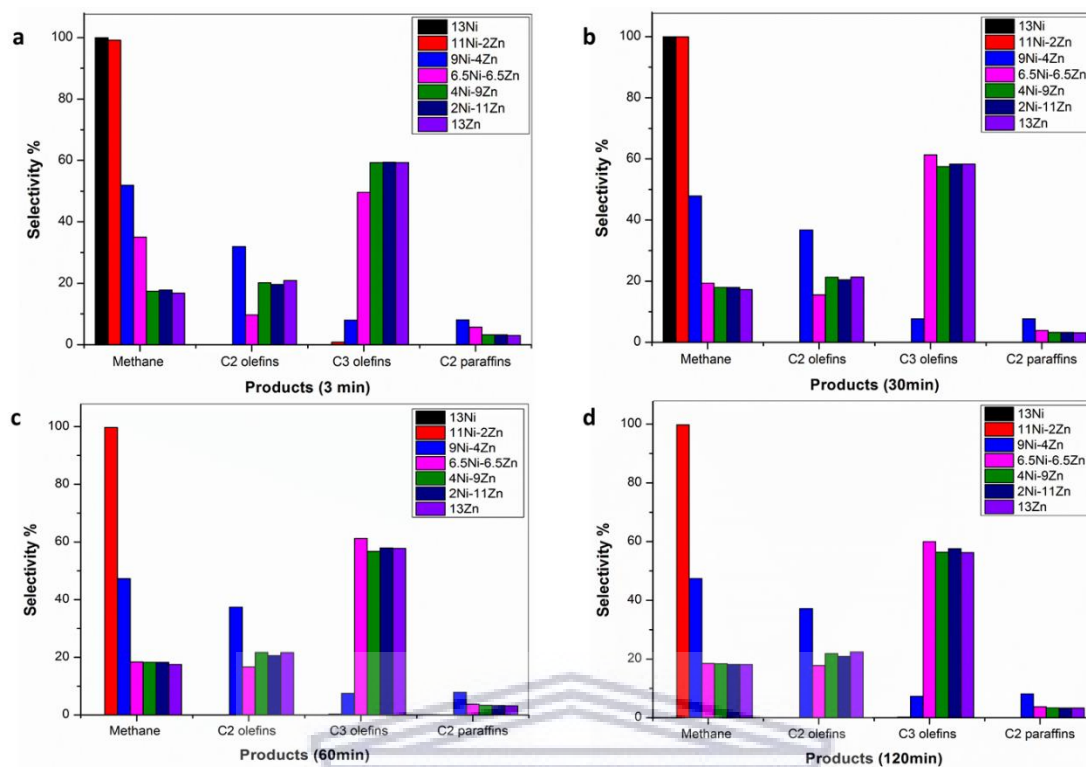 a
100
80
60
40
20
0
Selectivity %
13Ni
11Ni-2Zn
9Ni-4Zn
6.5Ni-6.5Zn
4Ni-9Zn
2Ni-11Zn
13Zn
Methane C2 olefins C3 olefins C2 paraffins
Products (3 min)
b
100
80
60
40
20
0
Selectivity %
13Ni
11Ni-2Zn
9Ni-4Zn
6.5Ni-6.5Zn
4Ni-9Zn
2Ni-11Zn
13Zn
Methane C2 olefins C3 olefins C2 paraffins
Products (30min)
c
100
80
60
40
20
0
Selectivity %
13Ni
11Ni-2Zn
9Ni-4Zn
6.5Ni-6.5Zn
4Ni-9Zn
2Ni-11Zn
13Zn
Methane C2 olefins C3 olefins C2 paraffins
Products (60min)
d
100
80
60
40
20
0
Selectivity %
13Ni
11Ni-2Zn
9Ni-4Zn
6.5Ni-6.5Zn
4Ni-9Zn
2Ni-11Zn
13Zn
Methane C2 olefins C3 olefins C2 paraffins
Products (120min)